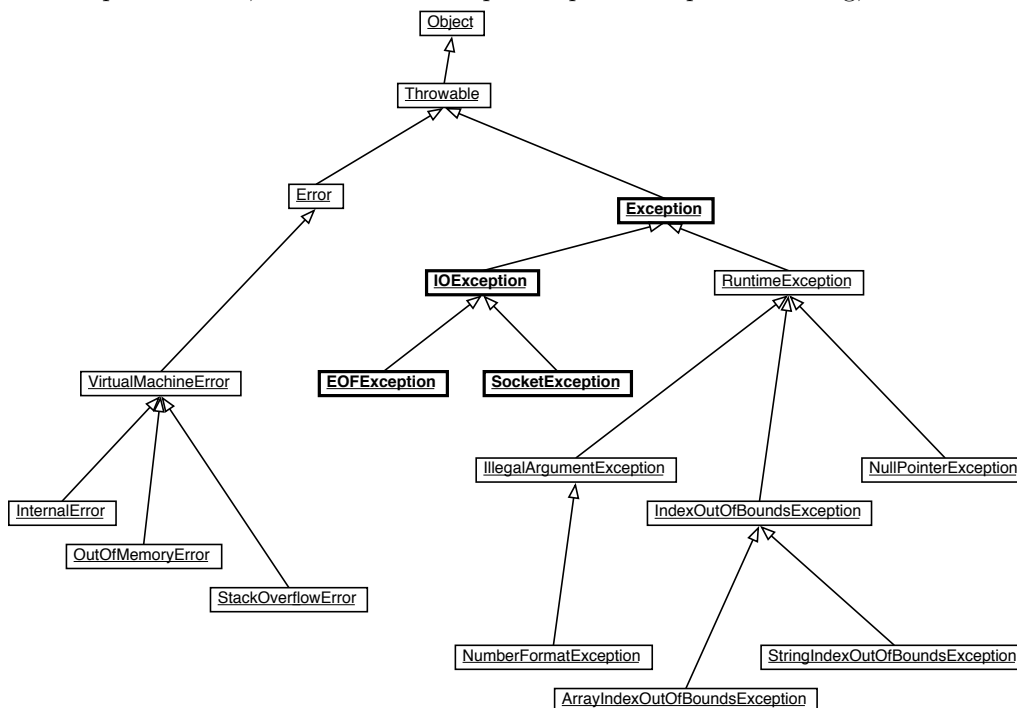 Object
Throwable
Error
Exception
IOException
RuntimeException
VirtualMachineError
EOFException
SocketException
IllegalArgumentException
NullPointerException
InternalError
IndexOutOfBoundsException
OutOfMemoryError
StackOverflowError
NumberFormatException
StringIndexOutOfBoundsException
ArrayIndexOutOfBoundsException